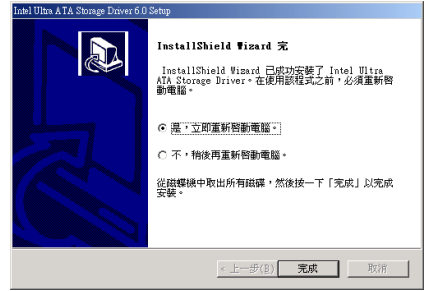 Intel Ultra ATA Storage Driver 6.0 Setup
InstallShield Wizard 完
InstallShield Wizard 已成功安裝了 Intel Ultra
ATA Storage Driver。在使用該程式之前，必須重新啓
動電腦。
是，立即重新啓動電腦。
不，稍後再重新啓動電腦。
從磁碟機中取出所有磁碟，然後按一下「完成」以完成
安裝。
< 上一步(B)
完成
取消